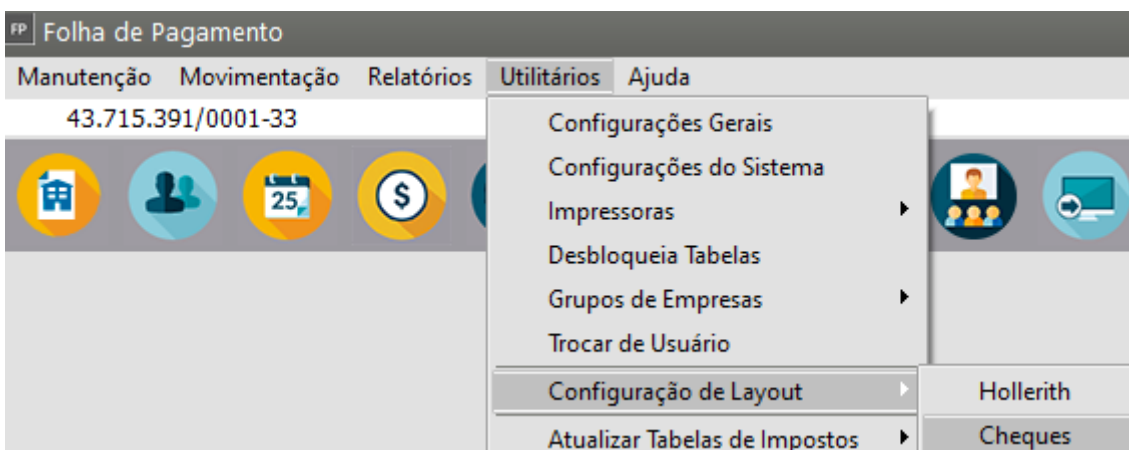 FP Folha de Pagamento
Manutenção Movimentação Relatórios Utilitários Ajuda
43.715.391/0001-33
Configurações Gerais
Configurações do Sistema
25
$
Impressoras
Desbloqueia Tabelas
Grupos de Empresas
Trocar de Usuário
Configuração de Layout
Hollerith
Atualizar Tabelas de Impostos
Cheques